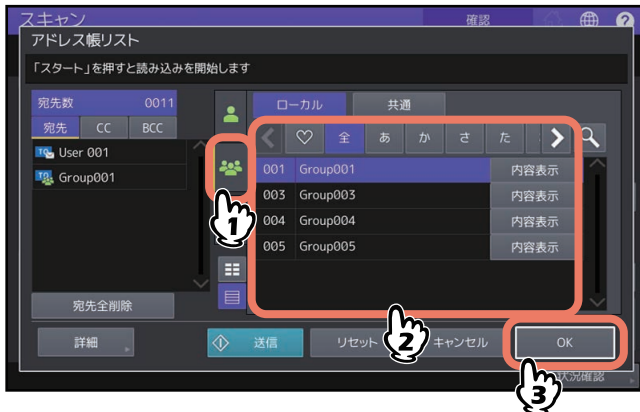 スキャン 確認
アドレス帳リスト
「スタート」を押すと読み込みを開始します
宛先数 0011
宛先 CC BCC
User 001
Group001
宛先全削除
ローカル 共通
全 あ か さ た
001 Group001 内容表示
003 Group003 内容表示
004 Group004 内容表示
005 Group005 内容表示
詳細 送信 リセット キャンセル OK
状況確認
1
2
3